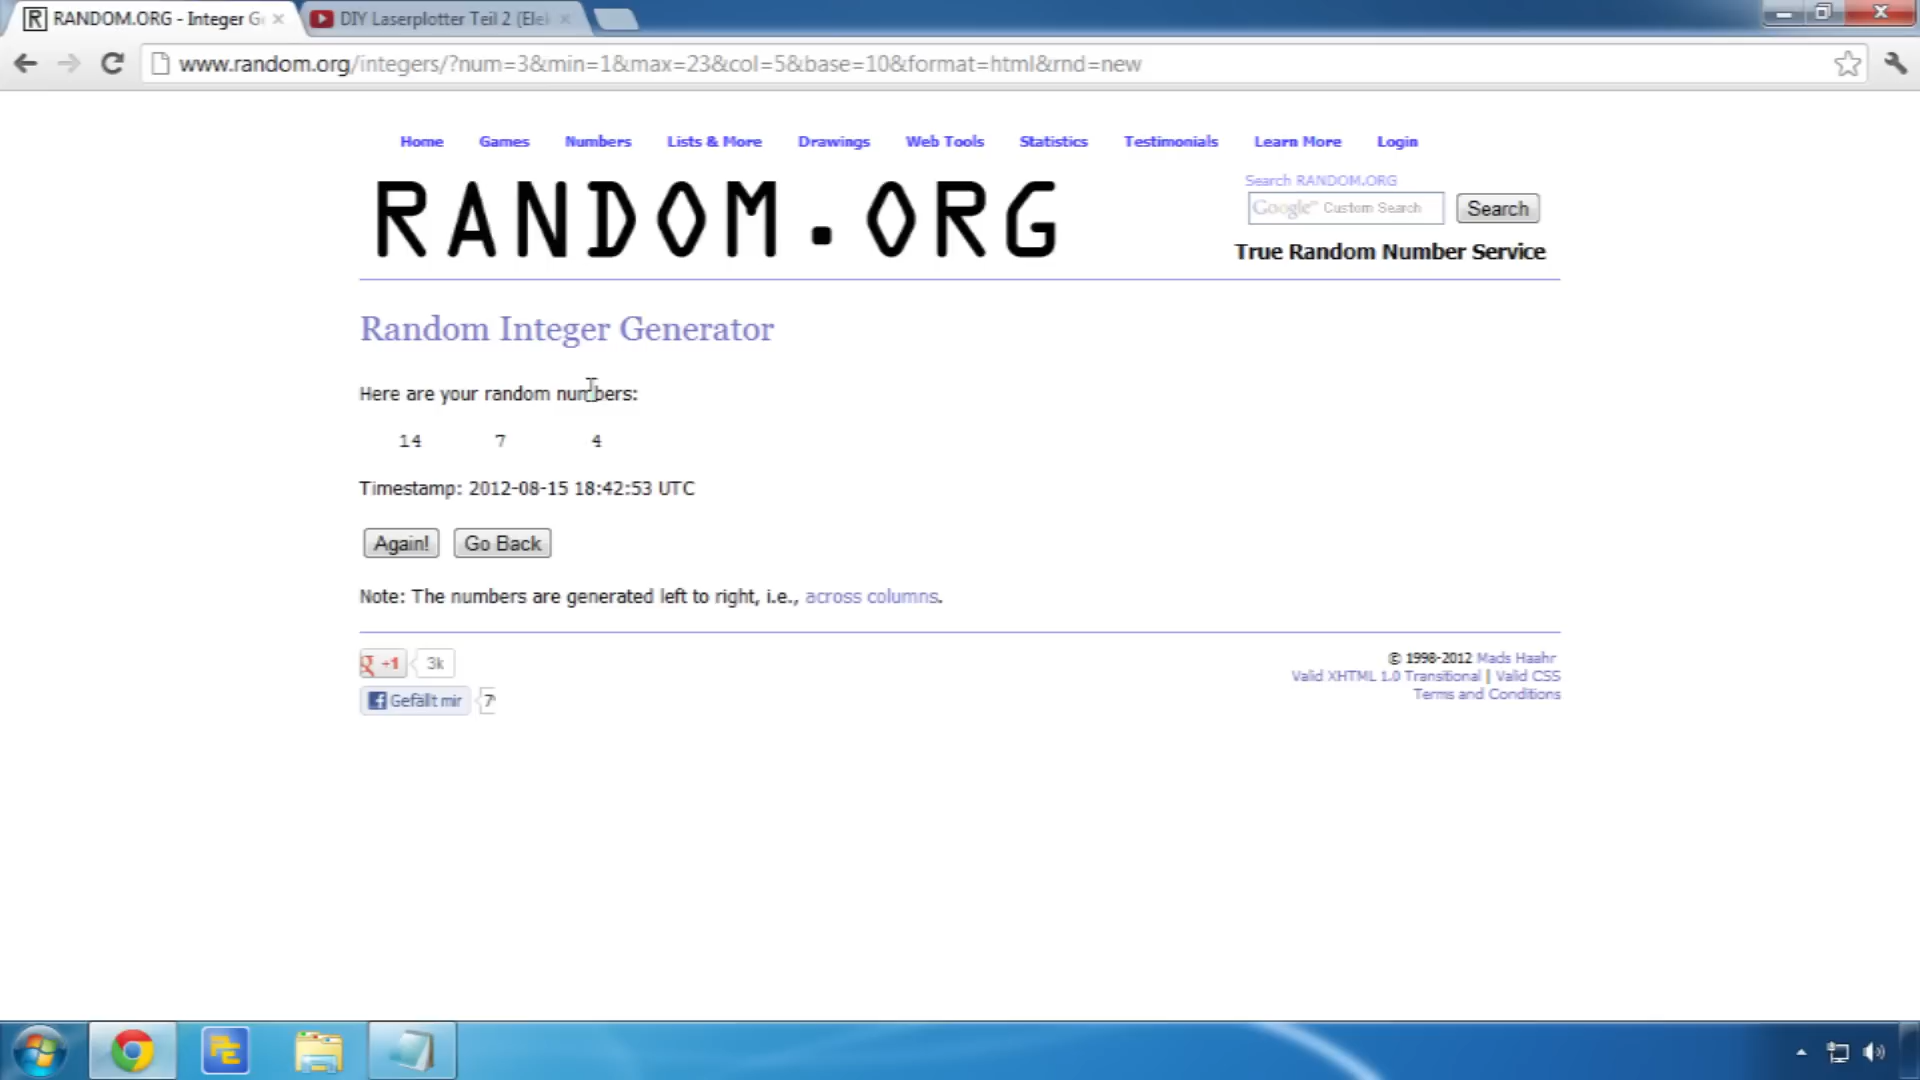 RANDOM.ORG - Integer Ge
DIY Laserplotter Teil 2 (Elek
www.random.org/integers/?num=3&min=1&max=23&col=5&base=10&format=html&rnd=new
Home Games Numbers Lists & More Drawings Web Tools Statistics Testimonials Learn More Login
RANDOM.ORG
Search RANDOM.ORG
Google™ Custom Search
Search
True Random Number Service
Random Integer Generator
Here are your random numbers:
14 7 4
Timestamp: 2012-08-15 18:42:53 UTC
Again! Go Back
Note: The numbers are generated left to right, i.e., across columns.
+1 3k
Gefällt mir 7
© 1998-2012 Mads Haahr
Valid XHTML 1.0 Transitional | Valid CSS
Terms and Conditions